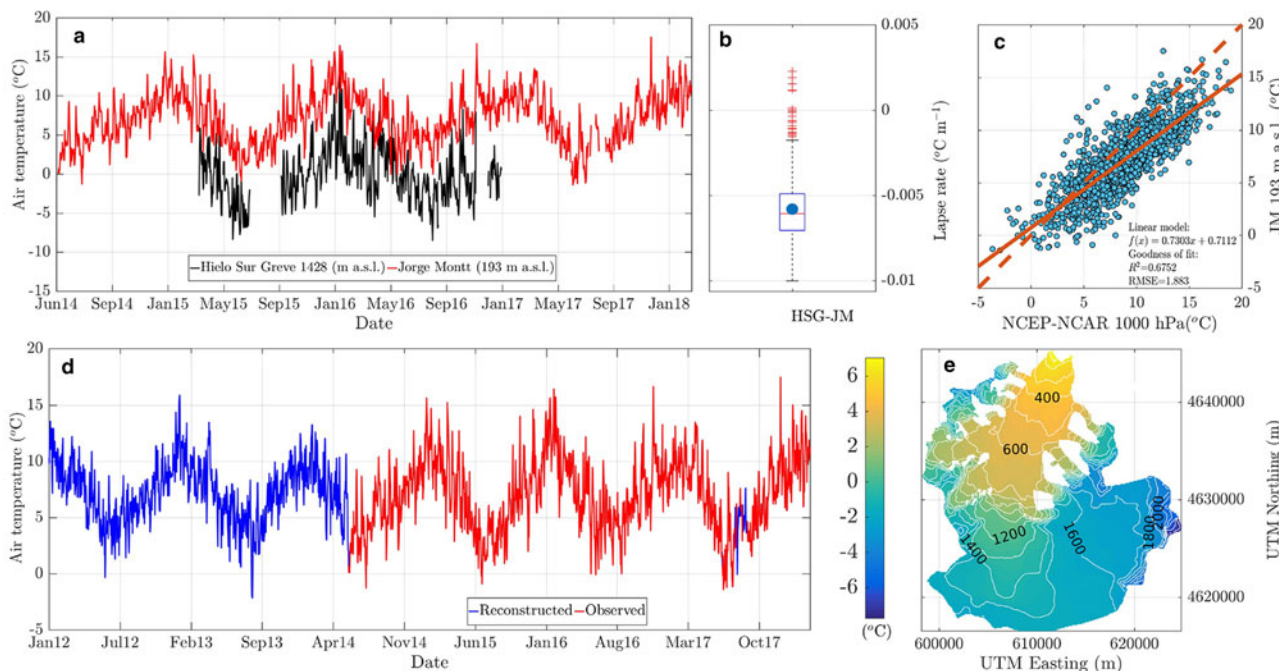 a
20
15
10
5
0
-5
-10
-15
Air temperature (°C)
Hielo Sur Greve 1428 (m a.s.l.) Jorge Montt (193 m a.s.l.)
Jun14 Sep14 Jan15 May15 Sep15 Jan16 May16 Sep16 Jan17 May17 Sep17 Jan18
Date
b
0.005
0
-0.005
-0.01
Lapse rate (°C m⁻¹)
HSG-JM
c
20
15
10
5
0
-5
JM 193 m a.s.l. (°C)
Linear model:
f(x) = 0.7303x + 0.7112
Goodness of fit:
R²=0.6752
RMSE=1.883
-5 0 5 10 15 20
NCEP-NCAR 1000 hPa(°C)
d
20
15
10
5
0
-5
Air temperature (°C)
Reconstructed Observed
Jan12 Jul12 Feb13 Sep13 Apr14 Nov14 Jun15 Jan16 Aug16 Mar17 Oct17
Date
6
4
2
0
-2
-4
-6
(°C)
e
400
600
1200
1400
1600
1800
2000
4640000
4630000
4620000
UTM Northing (m)
600000 610000 620000
UTM Easting (m)